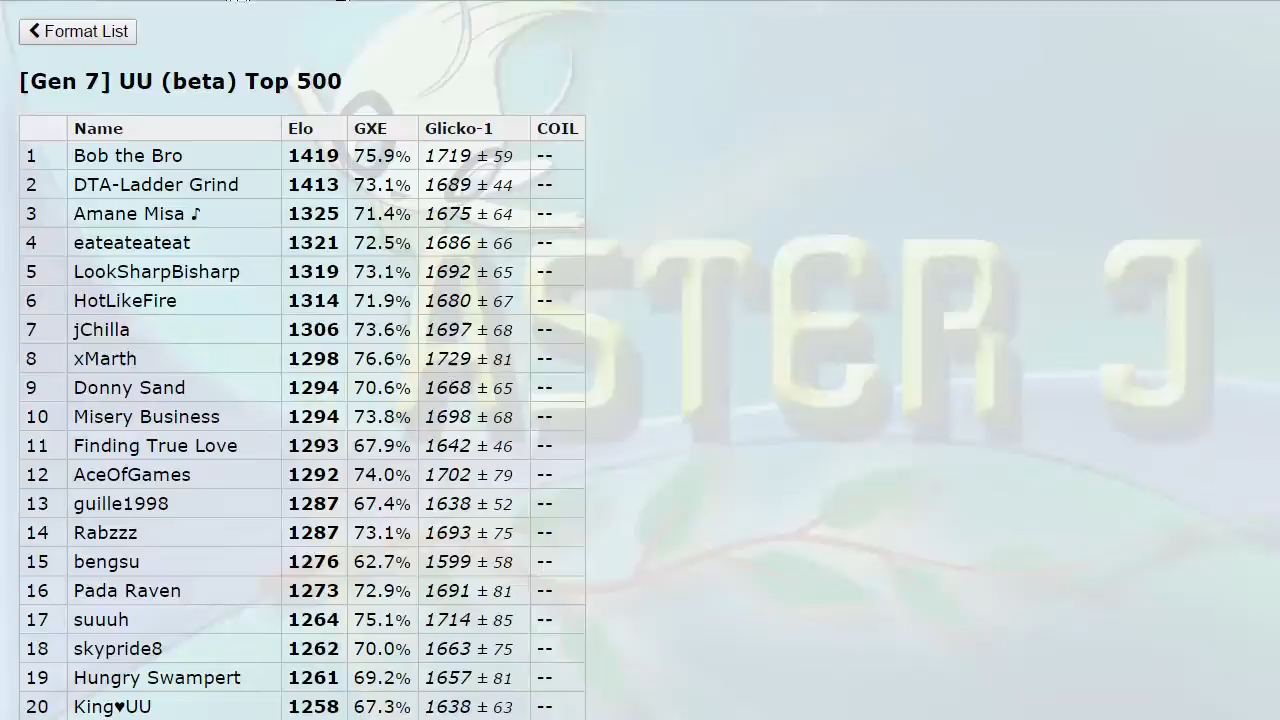 Format List
[Gen 7] UU (beta) Top 500
Name Elo GXE Glicko-1 COIL
1 Bob the Bro 1419 75.9% 1719 ± 59 --
2 DTA-Ladder Grind 1413 73.1% 1689 ± 44 --
3 Amane Misa ♪ 1325 71.4% 1675 ± 64 --
4 eateateateat 1321 72.5% 1686 ± 66 --
5 LookSharpBisharp 1319 73.1% 1692 ± 65 --
6 HotLikeFire 1314 71.9% 1680 ± 67 --
7 jChilla 1306 73.6% 1697 ± 68 --
8 xMarth 1298 76.6% 1729 ± 81 --
9 Donny Sand 1294 70.6% 1668 ± 65 --
10 Misery Business 1294 73.8% 1698 ± 68 --
11 Finding True Love 1293 67.9% 1642 ± 46 --
12 AceOfGames 1292 74.0% 1702 ± 79 --
13 guille1998 1287 67.4% 1638 ± 52 --
14 Rabzzz 1287 73.1% 1693 ± 75 --
15 bengsu 1276 62.7% 1599 ± 58 --
16 Pada Raven 1273 72.9% 1691 ± 81 --
17 suuuh 1264 75.1% 1714 ± 85 --
18 skypride8 1262 70.0% 1663 ± 75 --
19 Hungry Swampert 1261 69.2% 1657 ± 81 --
20 King♥UU 1258 67.3% 1638 ± 63 --
ASTER J